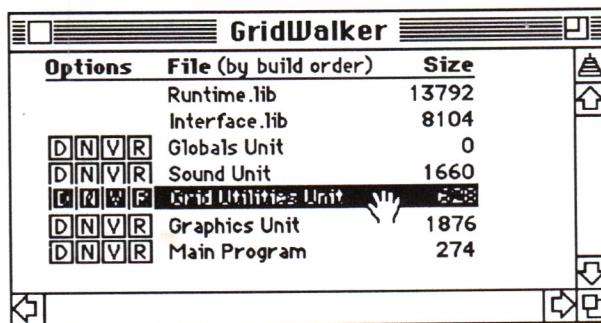 GridWalker
Options File (by build order) Size
Runtime.lib 13792
Interface.lib 8104
D N V R Globals Unit 0
D N V R Sound Unit 1660
D N V R Grid Utilities Unit
D N V R Graphics Unit 1876
D N V R Main Program 274